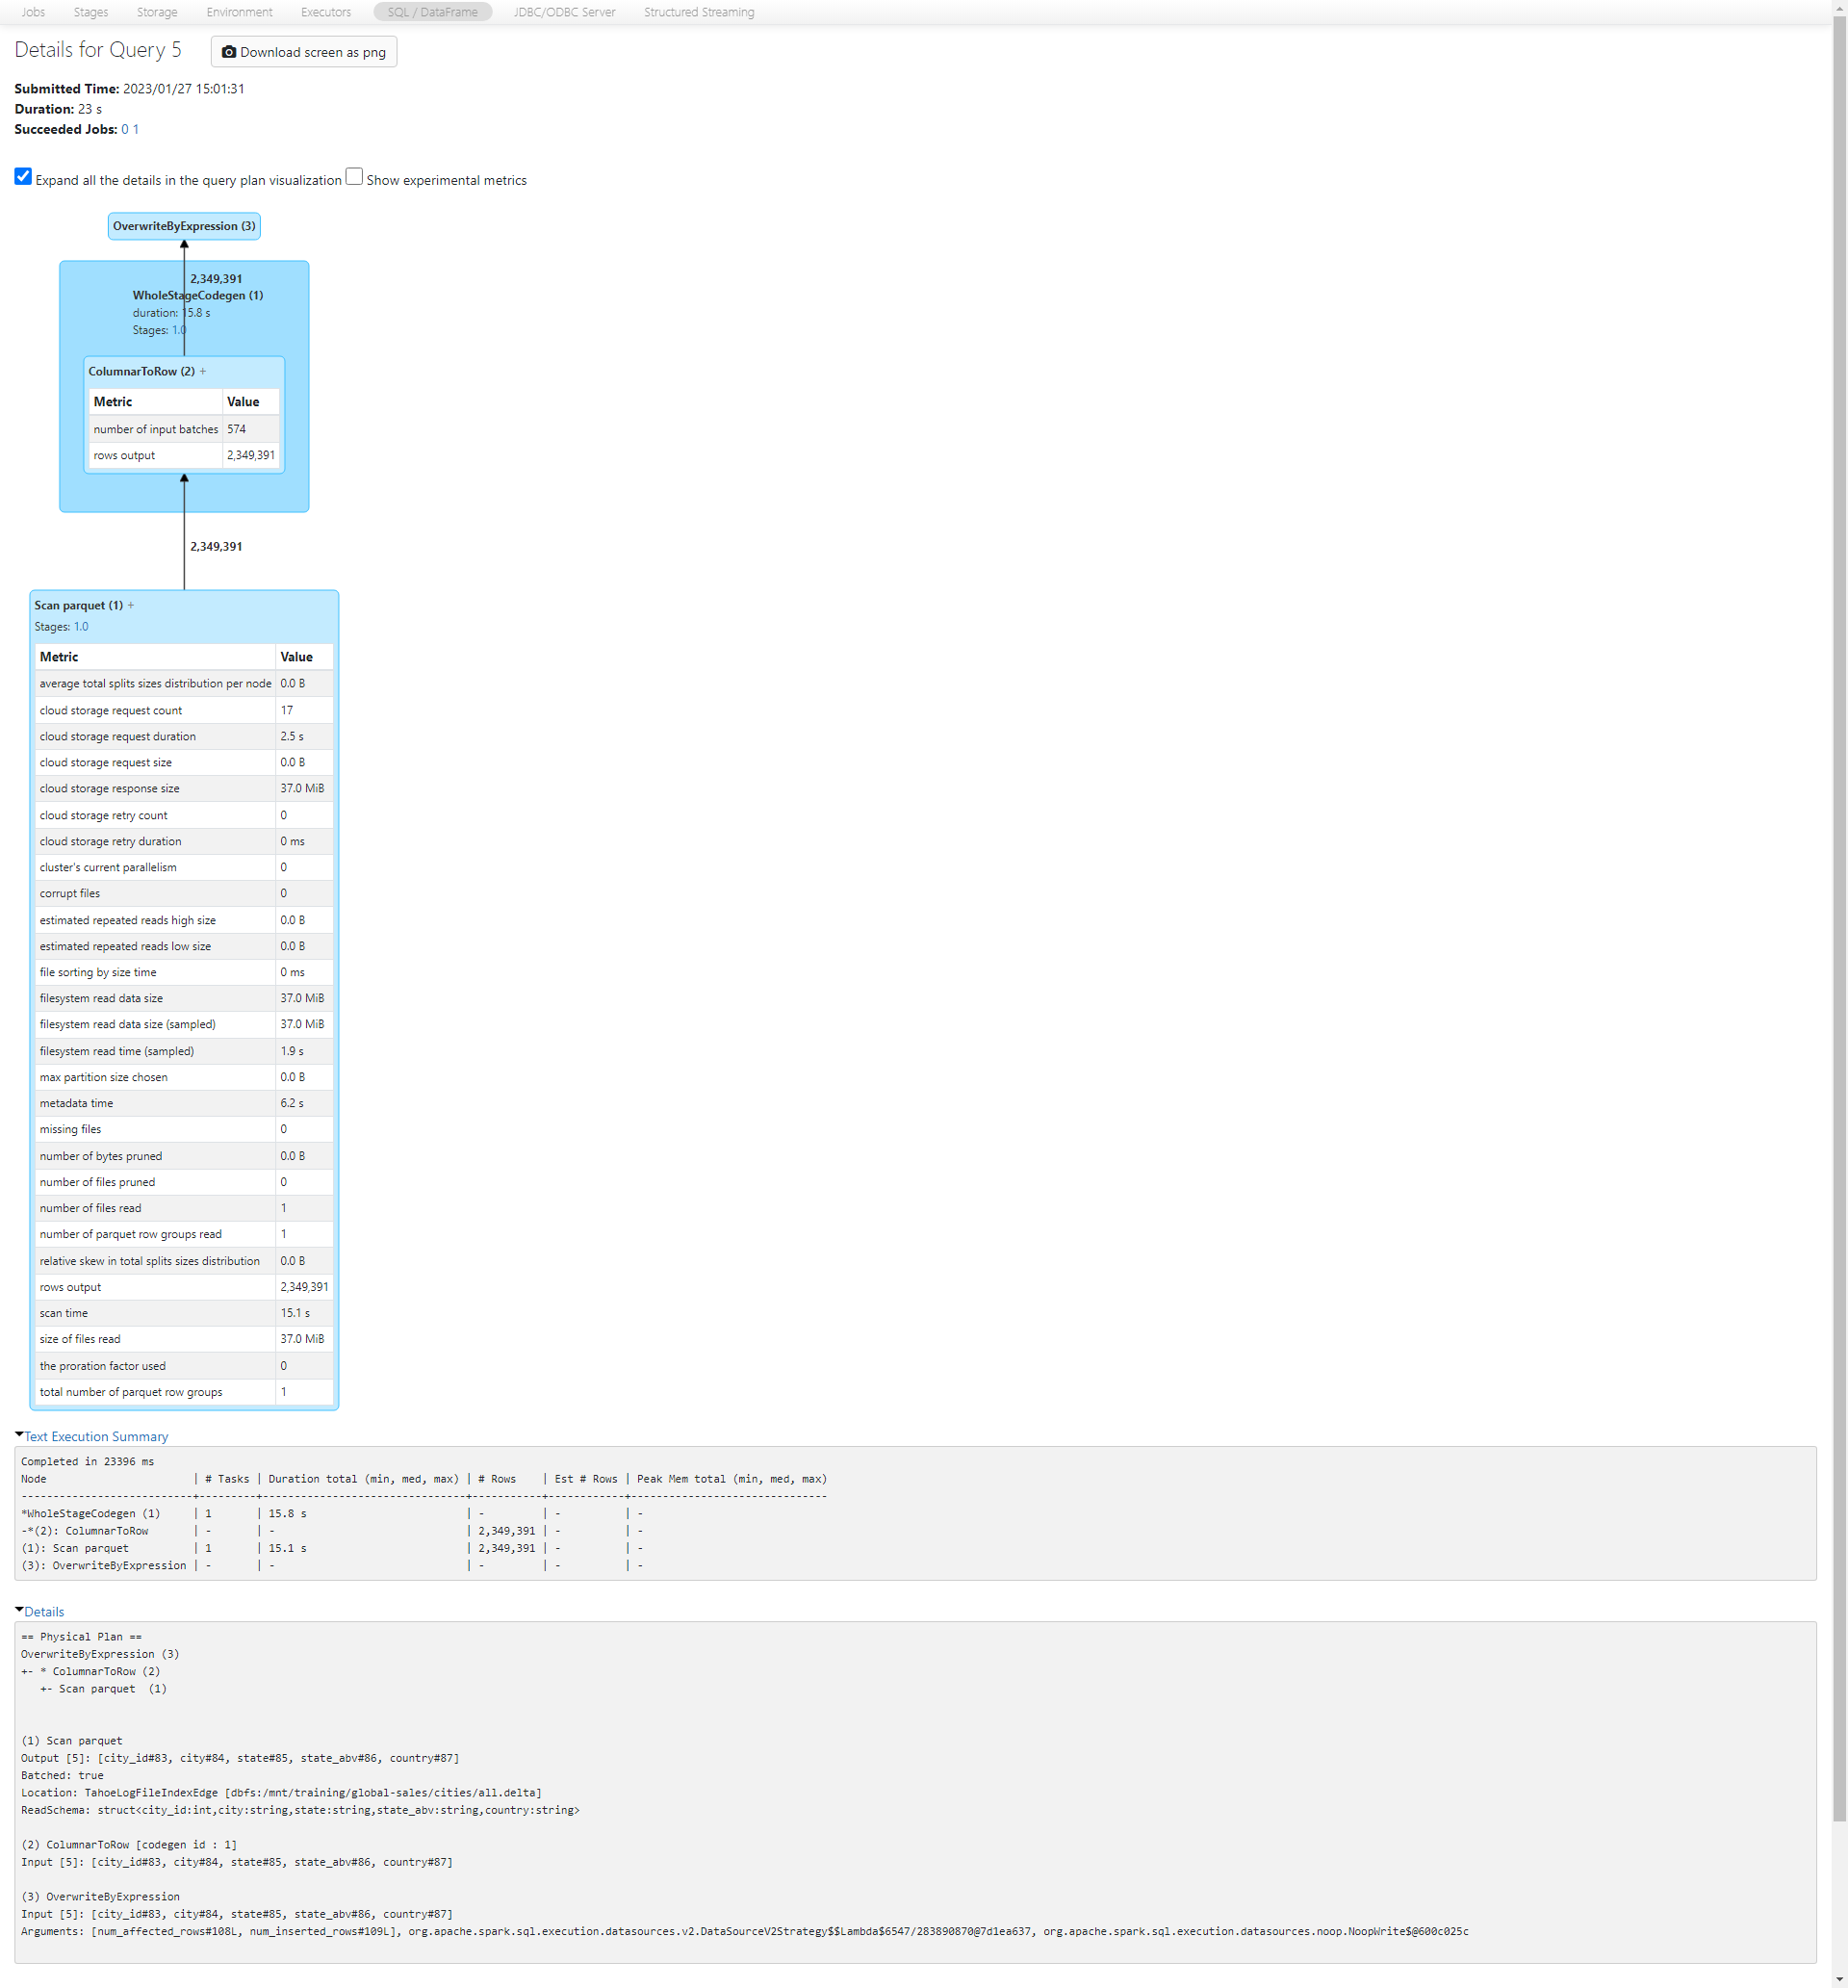 Jobs Stages Storage Environment Executors SQL / DataFrame JDBC/ODBC Server Structured Streaming
Details for Query 5 Download screen as png
Submitted Time: 2023/01/27 15:01:31
Duration: 23 s
Succeeded Jobs: 0 1
Expand all the details in the query plan visualization Show experimental metrics
OverwriteByExpression (3)
2,349,391
WholeStageCodegen (1)
duration: 15.8 s
Stages: 1.0
ColumnarToRow (2) +
Metric Value
number of input batches 574
rows output 2,349,391
2,349,391
Scan parquet (1) +
Stages: 1.0
Metric Value
average total splits sizes distribution per node 0.0 B
cloud storage request count 17
cloud storage request duration 2.5 s
cloud storage request size 0.0 B
cloud storage response size 37.0 MiB
cloud storage retry count 0
cloud storage retry duration 0 ms
cluster's current parallelism 0
corrupt files 0
estimated repeated reads high size 0.0 B
estimated repeated reads low size 0.0 B
file sorting by size time 0 ms
filesystem read data size 37.0 MiB
filesystem read data size (sampled) 37.0 MiB
filesystem read time (sampled) 1.9 s
max partition size chosen 0.0 B
metadata time 6.2 s
missing files 0
number of bytes pruned 0.0 B
number of files pruned 0
number of files read 1
number of parquet row groups read 1
relative skew in total splits sizes distribution 0.0 B
rows output 2,349,391
scan time 15.1 s
size of files read 37.0 MiB
the proration factor used 0
total number of parquet row groups 1
Text Execution Summary
Completed in 23396 ms
Node | # Tasks | Duration total (min, med, max) | # Rows | Est # Rows | Peak Mem total (min, med, max)
---------------------------+---------+--------------------------------+-----------+------------+-------------------------------
*WholeStageCodegen (1) | 1 | 15.8 s | - | - | -
-*(2): ColumnarToRow | - | - | 2,349,391 | - | -
(1): Scan parquet | 1 | 15.1 s | 2,349,391 | - | -
(3): OverwriteByExpression | - | - | - | - | -
Details
== Physical Plan ==
OverwriteByExpression (3)
+- * ColumnarToRow (2)
+- Scan parquet (1)
(1) Scan parquet
Output [5]: [city_id#83, city#84, state#85, state_abv#86, country#87]
Batched: true
Location: TahoeLogFileIndexEdge [dbfs:/mnt/training/global-sales/cities/all.delta]
ReadSchema: struct<city_id:int,city:string,state:string,state_abv:string,country:string>
(2) ColumnarToRow [codegen id : 1]
Input [5]: [city_id#83, city#84, state#85, state_abv#86, country#87]
(3) OverwriteByExpression
Input [5]: [city_id#83, city#84, state#85, state_abv#86, country#87]
Arguments: [num_affected_rows#108L, num_inserted_rows#109L], org.apache.spark.sql.execution.datasources.v2.DataSourceV2Strategy$$Lambda$6547/283890870@7d1ea637, org.apache.spark.sql.execution.datasources.noop.NoopWrite$@600c025c